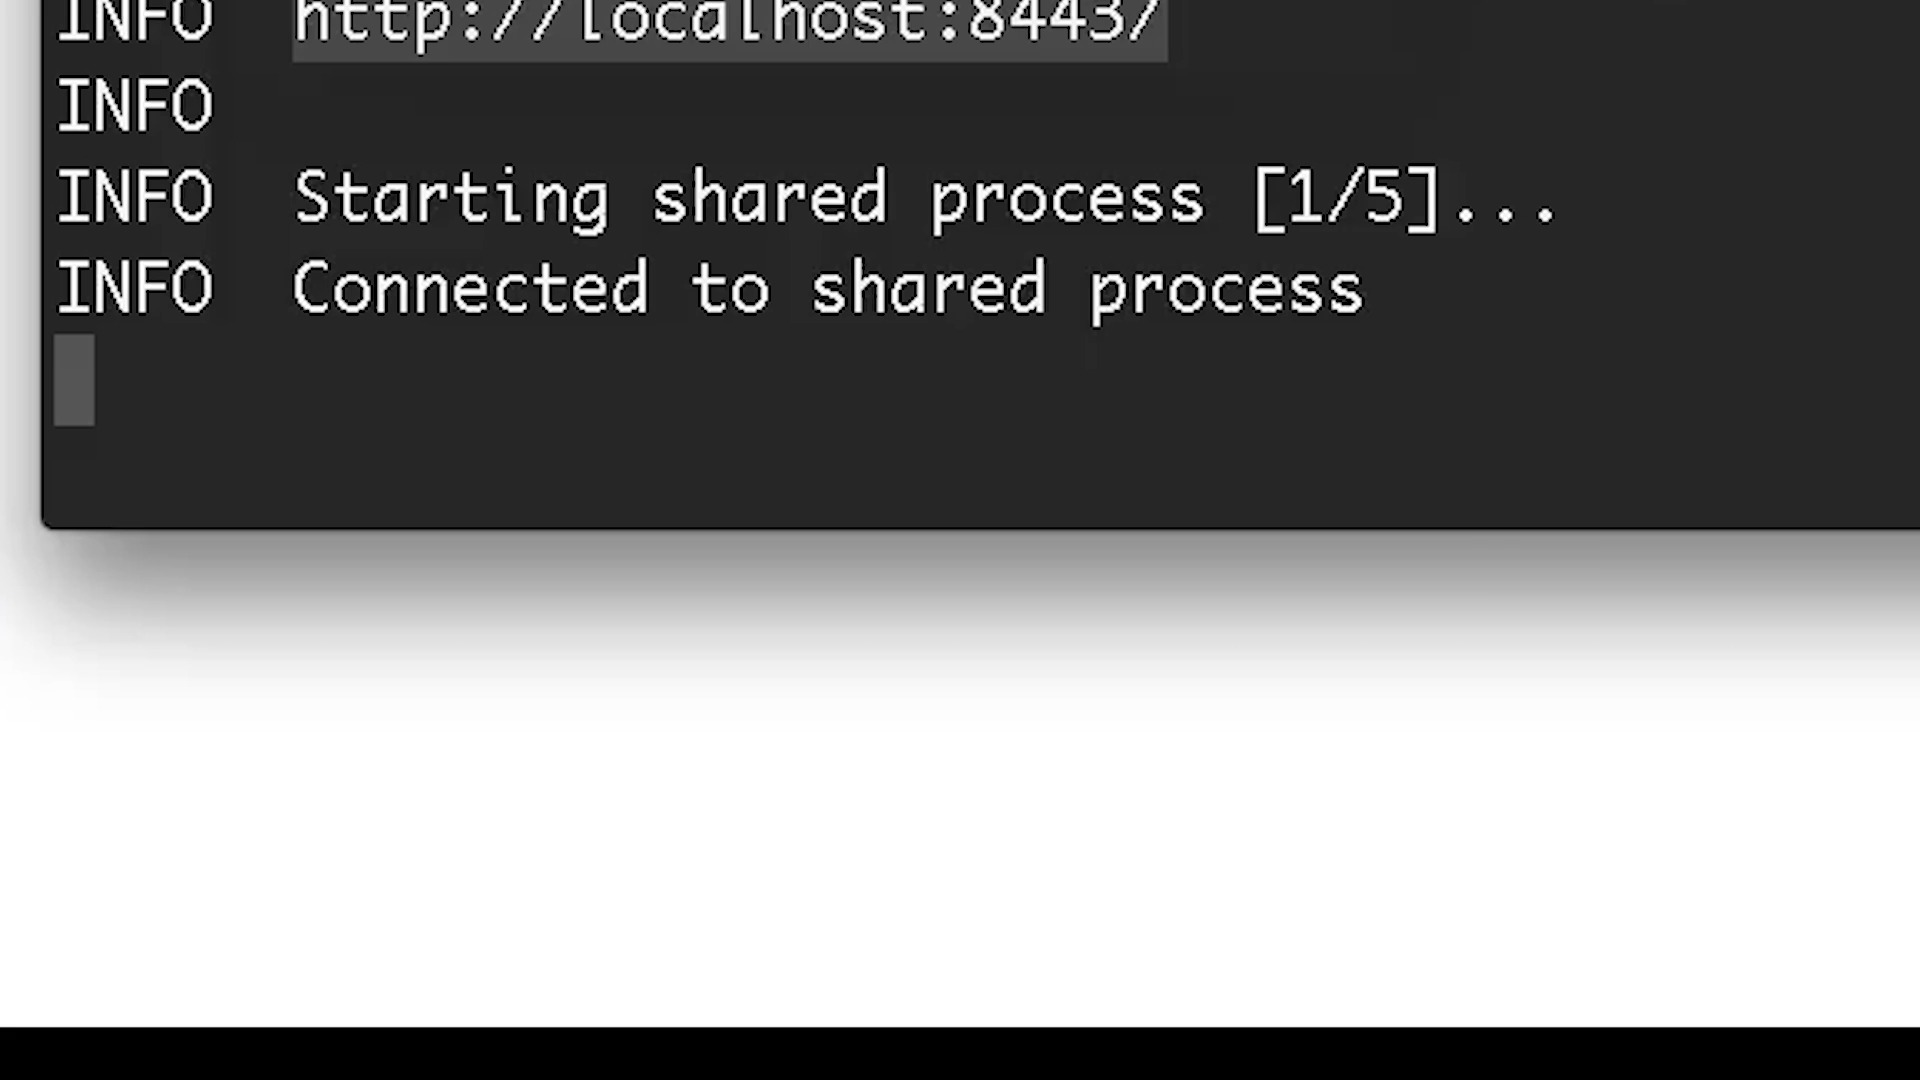 INFO  http://localhost:8443/
INFO
INFO  Starting shared process [1/5]...
INFO  Connected to shared process